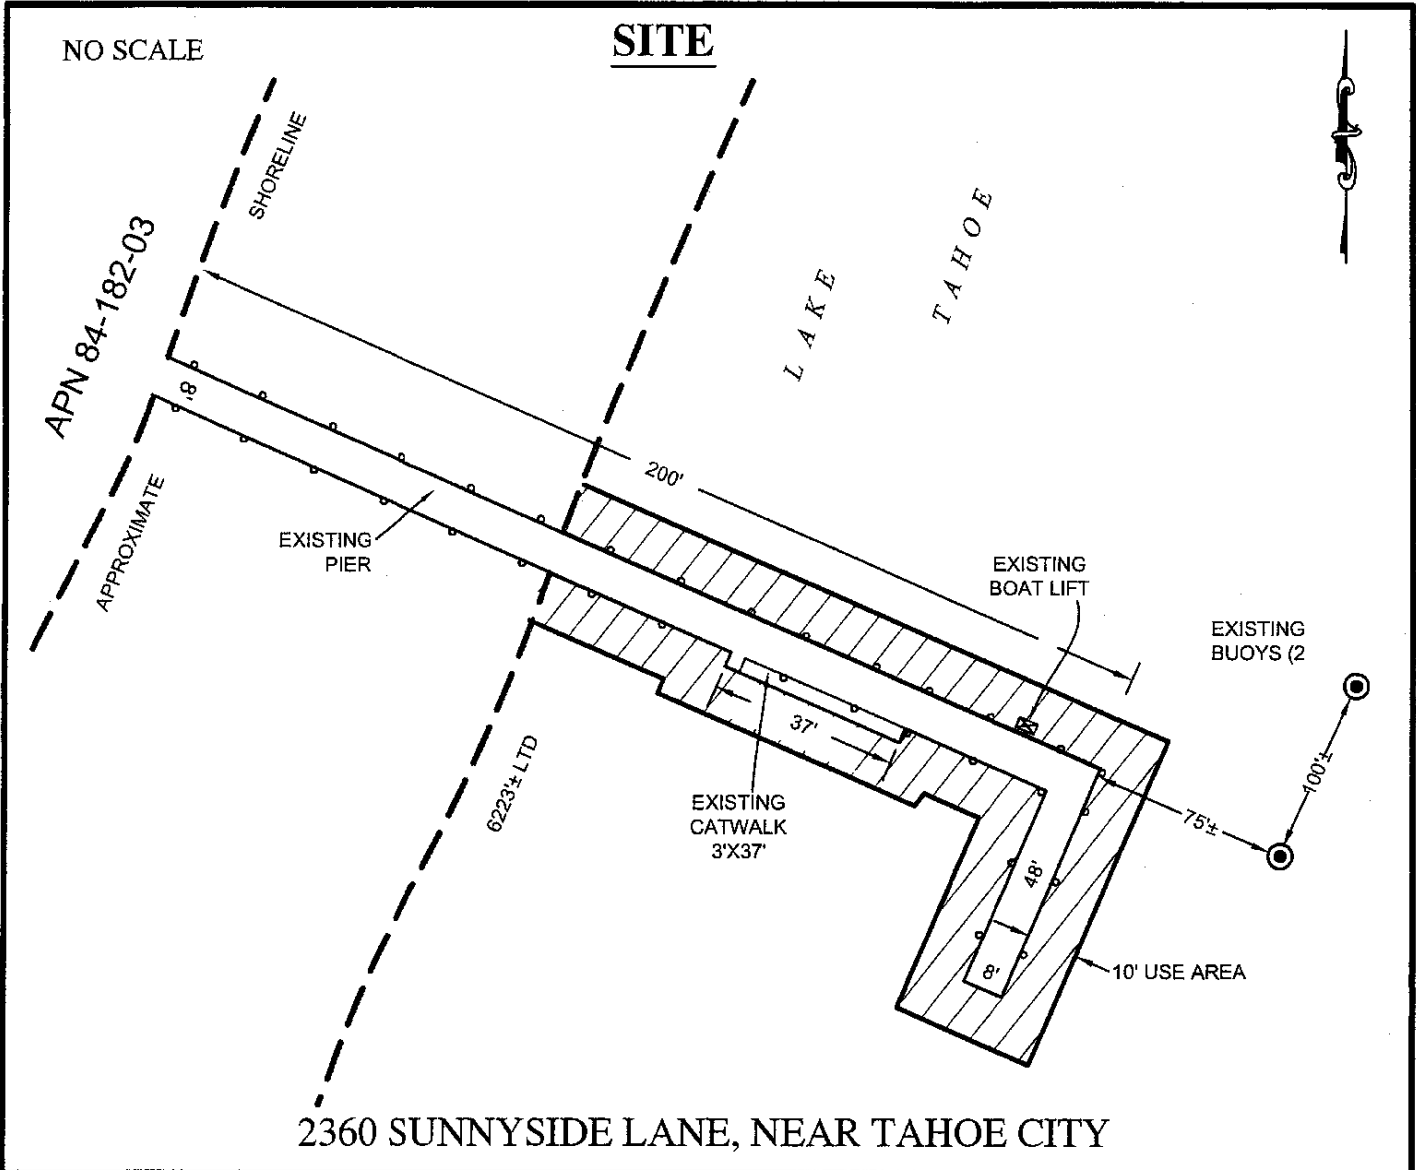 NO SCALE
SITE
SHORELINE
APN 84-182-03
LAKE
TAHOE
8'
200'
APPROXIMATE
EXISTING
PIER
EXISTING
BOAT LIFT
EXISTING
BUOYS (2
37'
6223'± LTD
EXISTING
CATWALK
3'X37'
100'±
75'±
48'
8'
10' USE AREA
2360 SUNNYSIDE LANE, NEAR TAHOE CITY